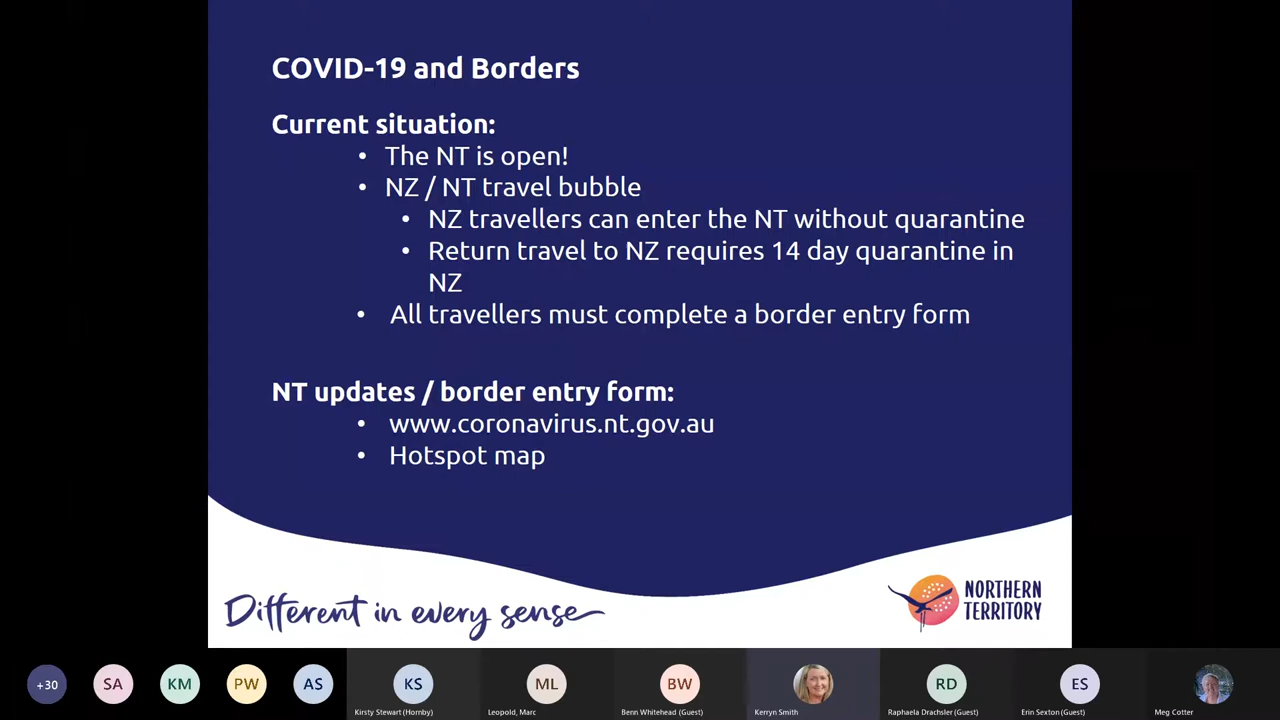 COVID-19 and Borders
Current situation:
• The NT is open!
• NZ / NT travel bubble
• NZ travellers can enter the NT without quarantine
• Return travel to NZ requires 14 day quarantine in
NZ
• All travellers must complete a border entry form
NT updates / border entry form:
• www.coronavirus.nt.gov.au
• Hotspot map
Different in every sense
NORTHERN
TERRITORY
+30
SA
KM
PW
AS
KS
ML
BW
RD
ES
Kirsty Stewart (Hornby)
Leopold, Marc
Benn Whitehead (Guest)
Kerryn Smith
Raphaela Drachsler (Guest)
Erin Sexton (Guest)
Meg Cotter